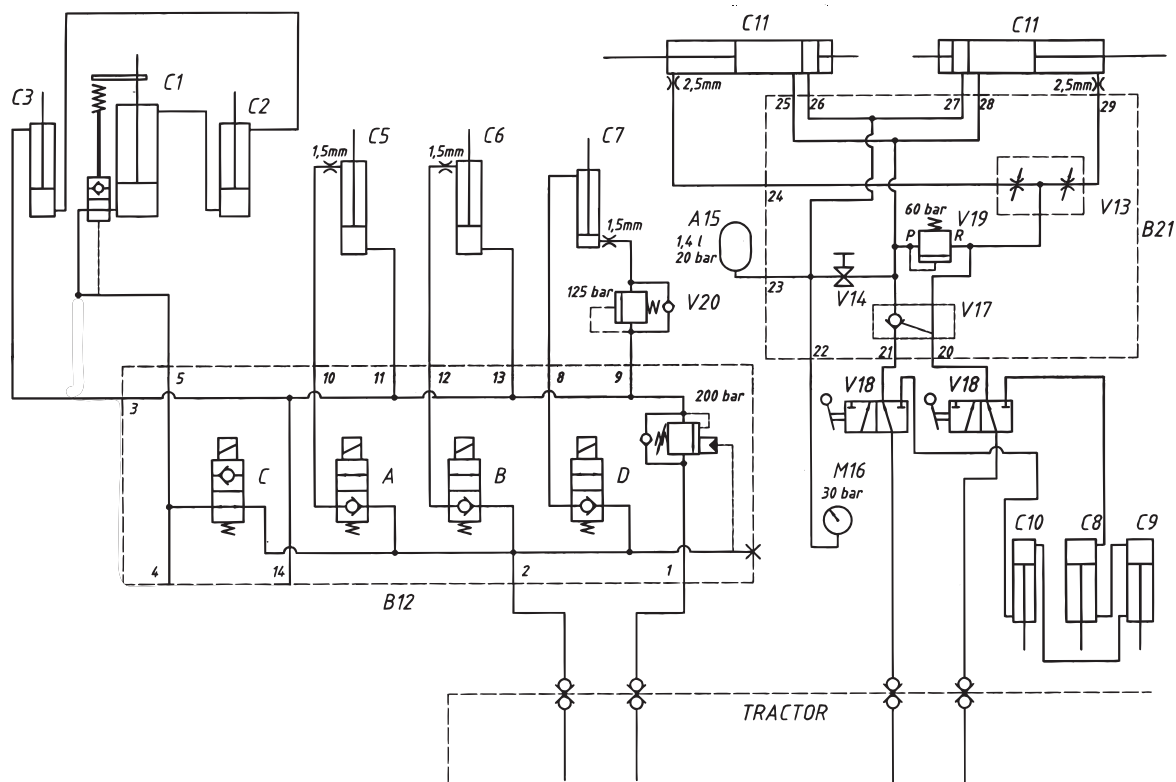 C11
C11
C3
C1
C2
2,5mm
25
26
27
28
2,5mm
29
C5
C6
C7
1,5mm
1,5mm
1,5mm
24
V13
60 bar
V19
P
R
B21
A15
1,4 l
20 bar
23
V14
125 bar
V20
V17
22
21
20
5
10
11
12
13
8
9
3
200 bar
V18
V18
C
A
B
D
M16
30 bar
C10
C8
C9
4
14
2
1
B12
TRACTOR